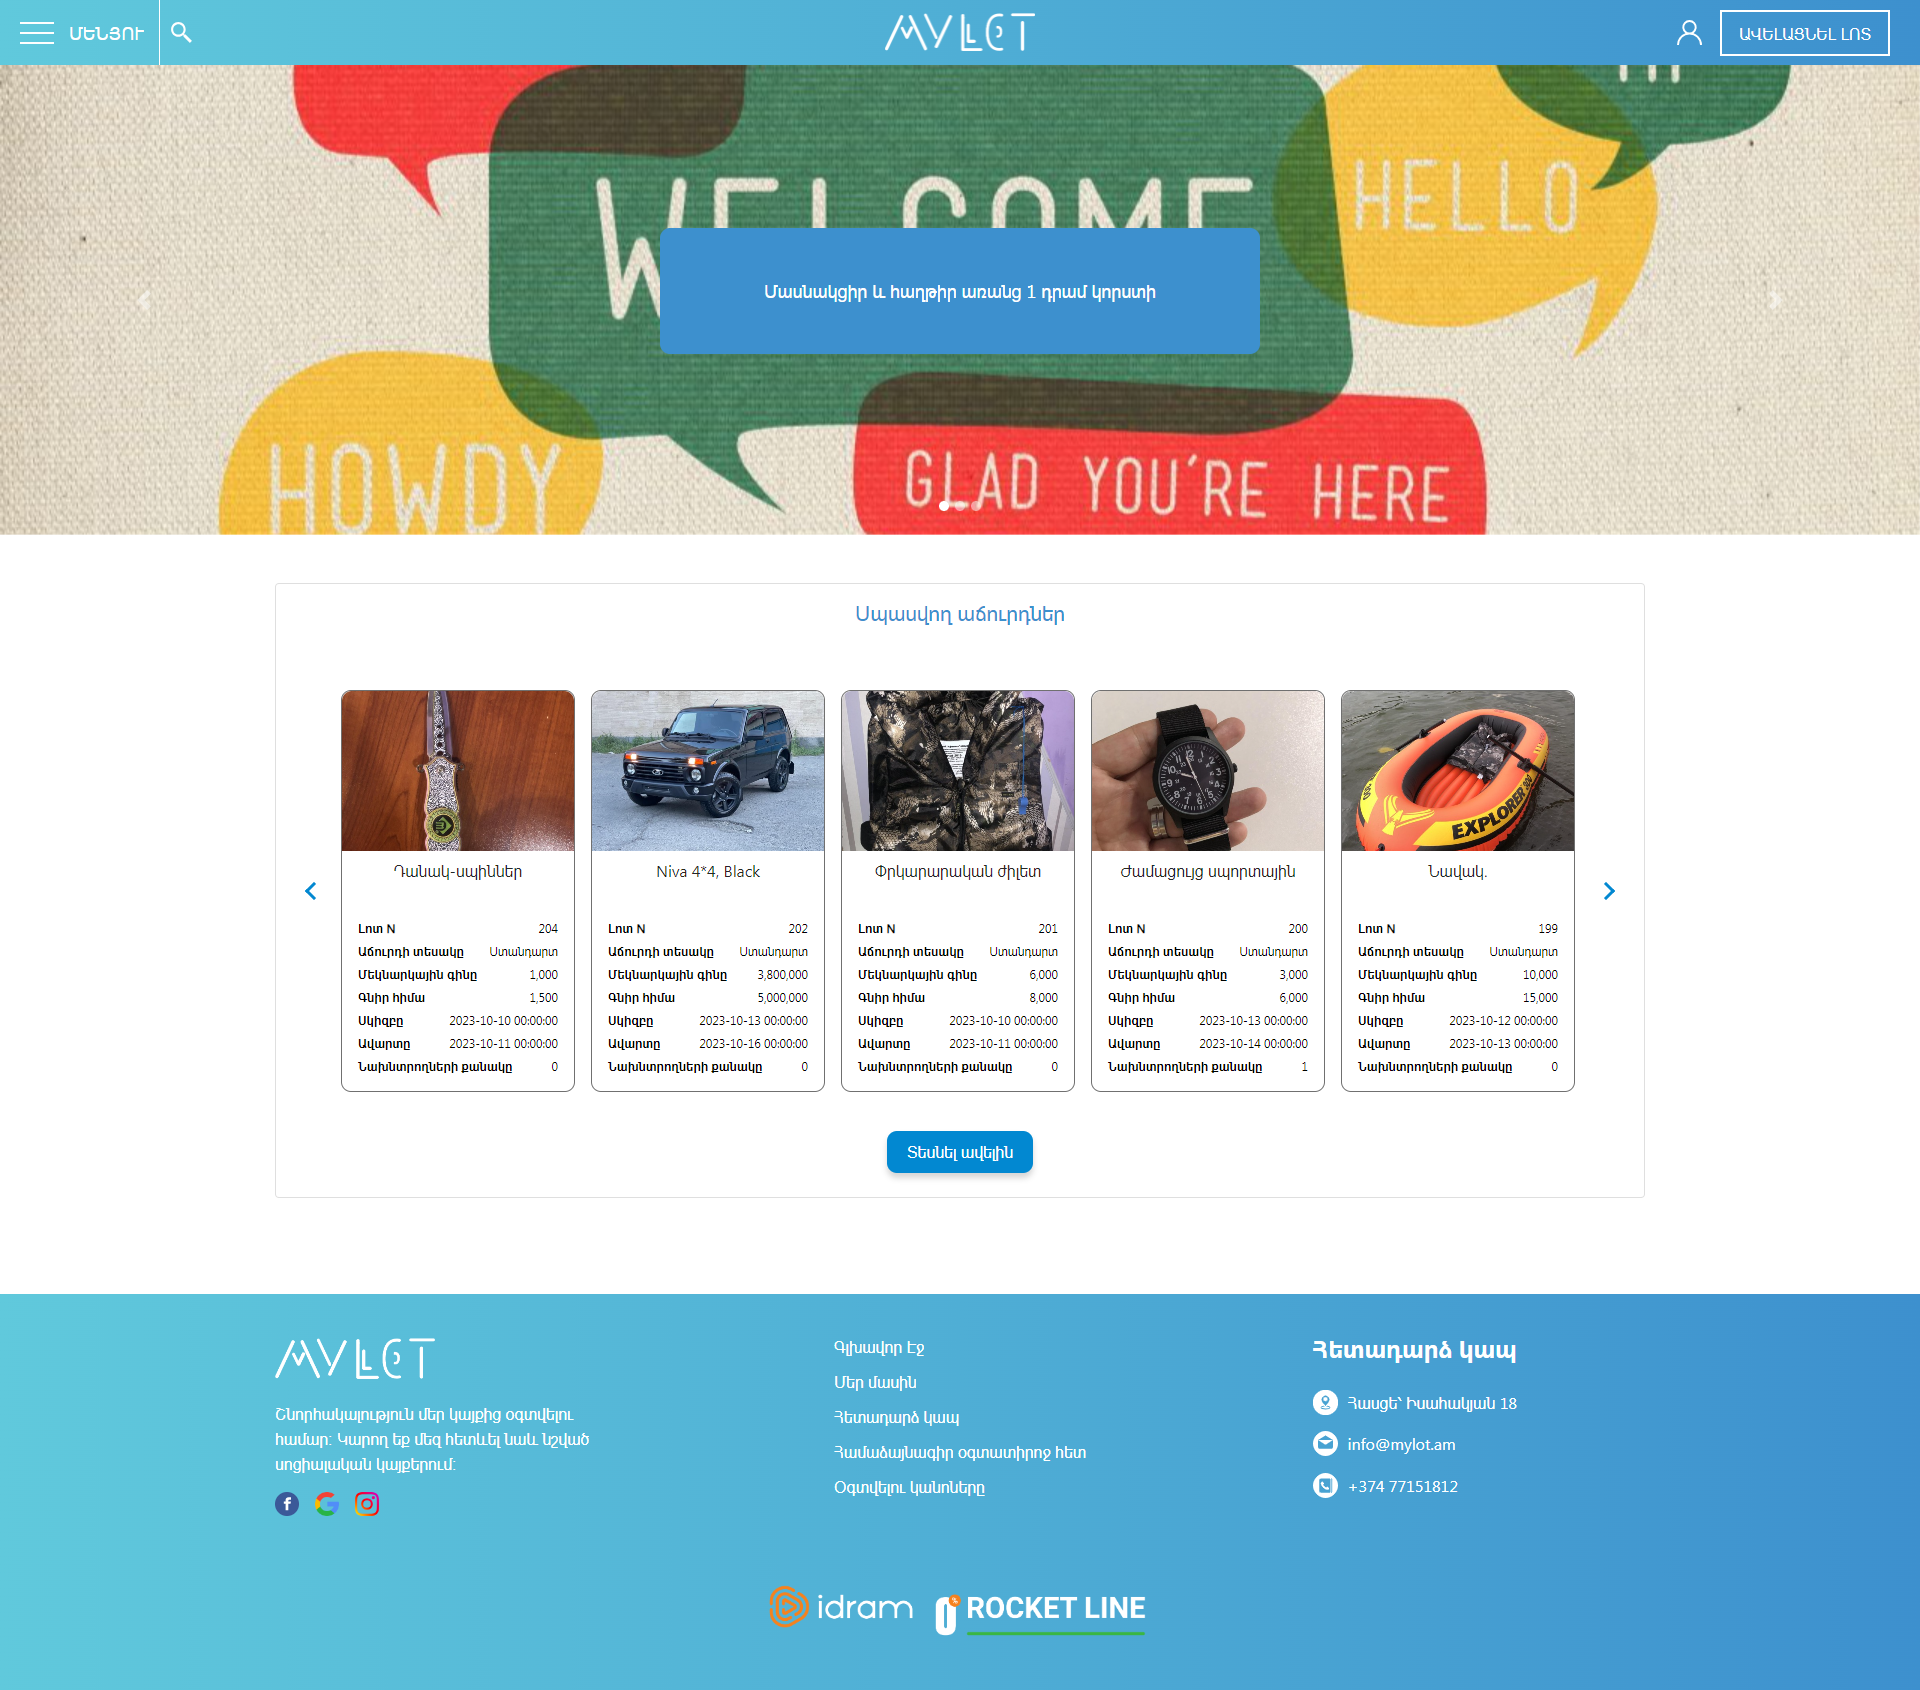 ՄԵՆՅՈՒ
MYLOT
ԱՎԵԼԱՑՆԵԼ ԼՈՏ
HI
WELCOME
HELLO
Մասնակցիր և հաղթիր առանց 1 դրամ կորստի
HOWDY
GLAD YOU'RE HERE
Սպասվող աճուրդներ
EXPLORER 200
Դանակ-սպիններ
Լոտ N 204
Աճուրդի տեսակը Ստանդարտ
Մեկնարկային գինը 1,000
Գնիր հիմա 1,500
Սկիզբը 2023-10-10 00:00:00
Ավարտը 2023-10-11 00:00:00
Նախնտրողների քանակը 0
Niva 4*4, Black
Լոտ N 202
Աճուրդի տեսակը Ստանդարտ
Մեկնարկային գինը 3,800,000
Գնիր հիմա 5,000,000
Սկիզբը 2023-10-13 00:00:00
Ավարտը 2023-10-16 00:00:00
Նախնտրողների քանակը 0
Փրկարարական ժիլետ
Լոտ N 201
Աճուրդի տեսակը Ստանդարտ
Մեկնարկային գինը 6,000
Գնիր հիմա 8,000
Սկիզբը 2023-10-10 00:00:00
Ավարտը 2023-10-11 00:00:00
Նախնտրողների քանակը 0
Ժամացույց սպորտային
Լոտ N 200
Աճուրդի տեսակը Ստանդարտ
Մեկնարկային գինը 3,000
Գնիր հիմա 6,000
Սկիզբը 2023-10-13 00:00:00
Ավարտը 2023-10-14 00:00:00
Նախնտրողների քանակը 1
Նավակ.
Լոտ N 199
Աճուրդի տեսակը Ստանդարտ
Մեկնարկային գինը 10,000
Գնիր հիմա 15,000
Սկիզբը 2023-10-12 00:00:00
Ավարտը 2023-10-13 00:00:00
Նախնտրողների քանակը 0
Տեսնել ավելին
MYLOT
Շնորհակալություն մեր կայքից օգտվելու
համար: Կարող եք մեզ հետևել նաև նշված
սոցիալական կայքերում:
Գլխավոր Էջ
Մեր մասին
Հետադարձ կապ
Համաձայնագիր օգտատիրոջ հետ
Օգտվելու կանոները
Հետադարձ կապ
Հասցե՝ Իսահակյան 18
info@mylot.am
+374 77151812
idram
0% ROCKET LINE